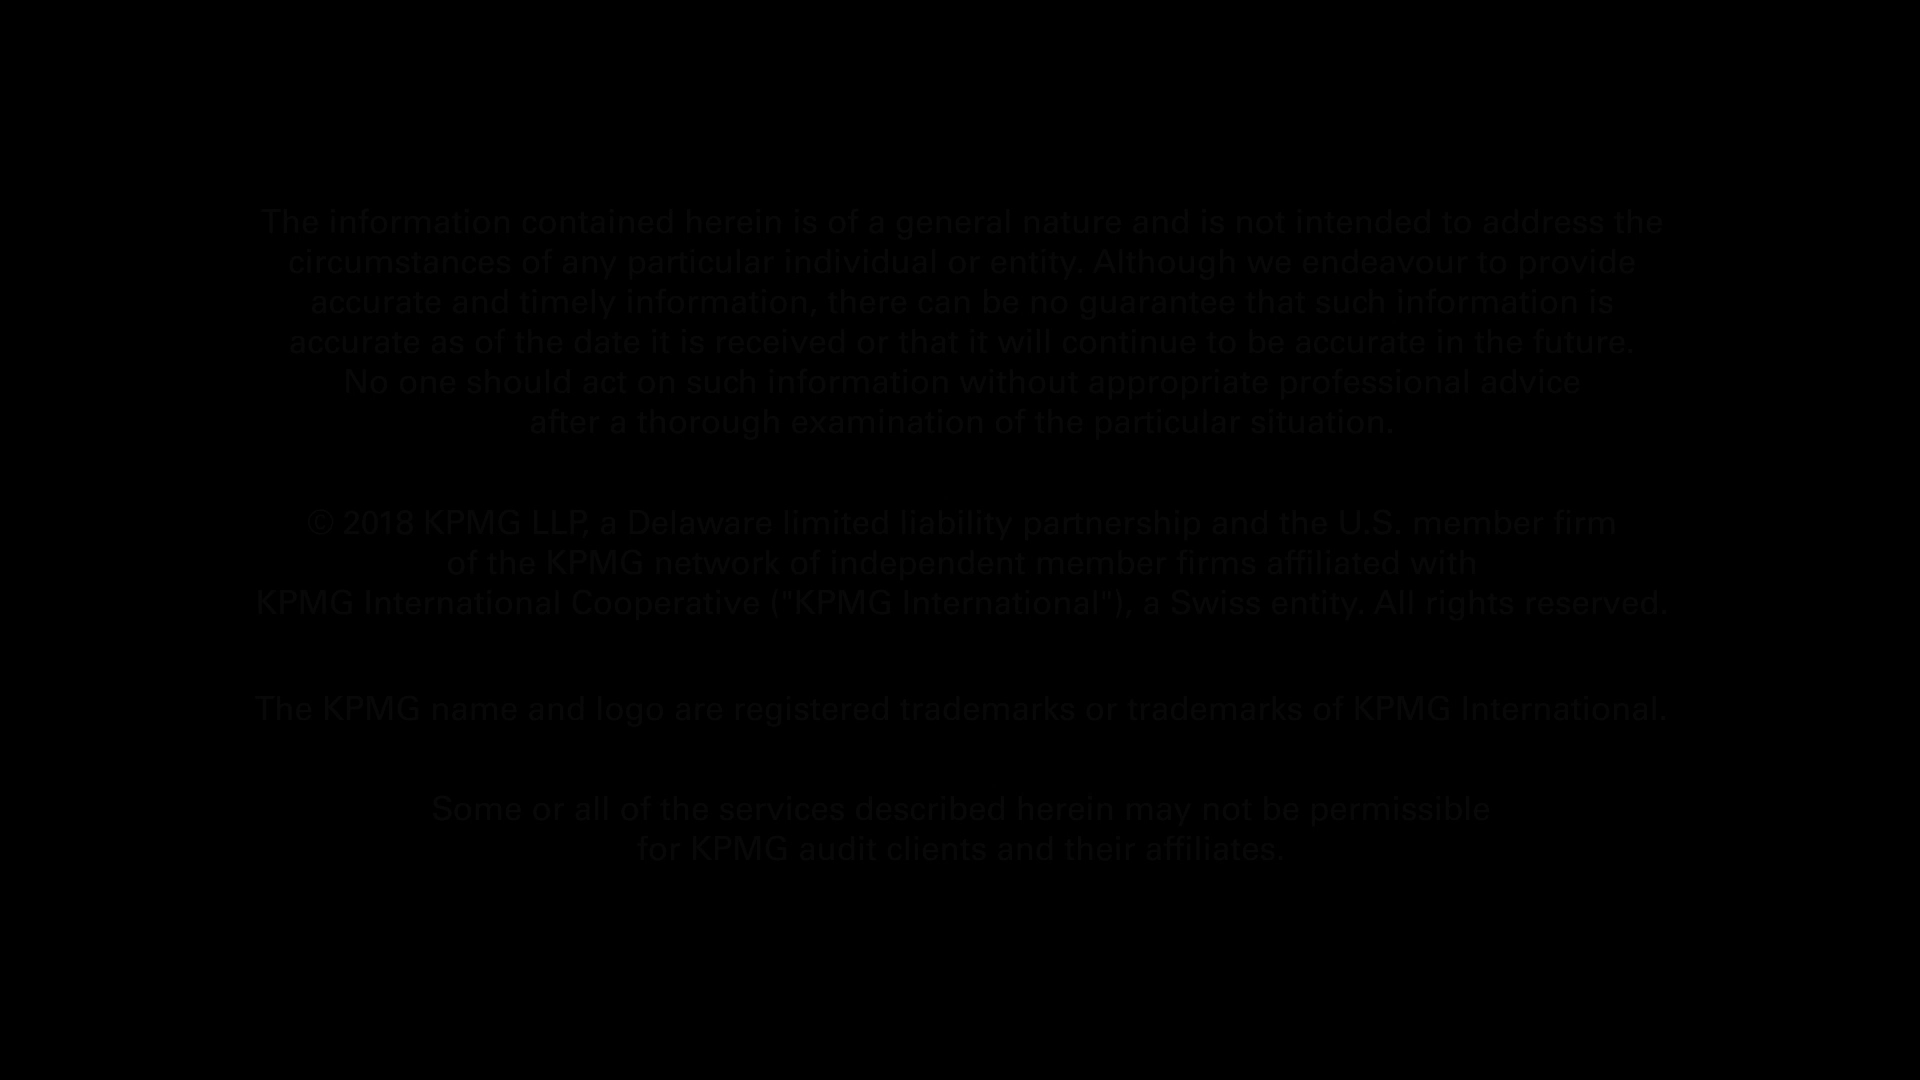 The information contained herein is of a general nature and is not intended to address the
circumstances of any particular individual or entity. Although we endeavour to provide
accurate and timely information, there can be no guarantee that such information is
accurate as of the date it is received or that it will continue to be accurate in the future.
No one should act on such information without appropriate professional advice
after a thorough examination of the particular situation.
© 2018 KPMG LLP, a Delaware limited liability partnership and the U.S. member firm
of the KPMG network of independent member firms affiliated with
KPMG International Cooperative ("KPMG International"), a Swiss entity. All rights reserved.
The KPMG name and logo are registered trademarks or trademarks of KPMG International.
Some or all of the services described herein may not be permissible
for KPMG audit clients and their affiliates.